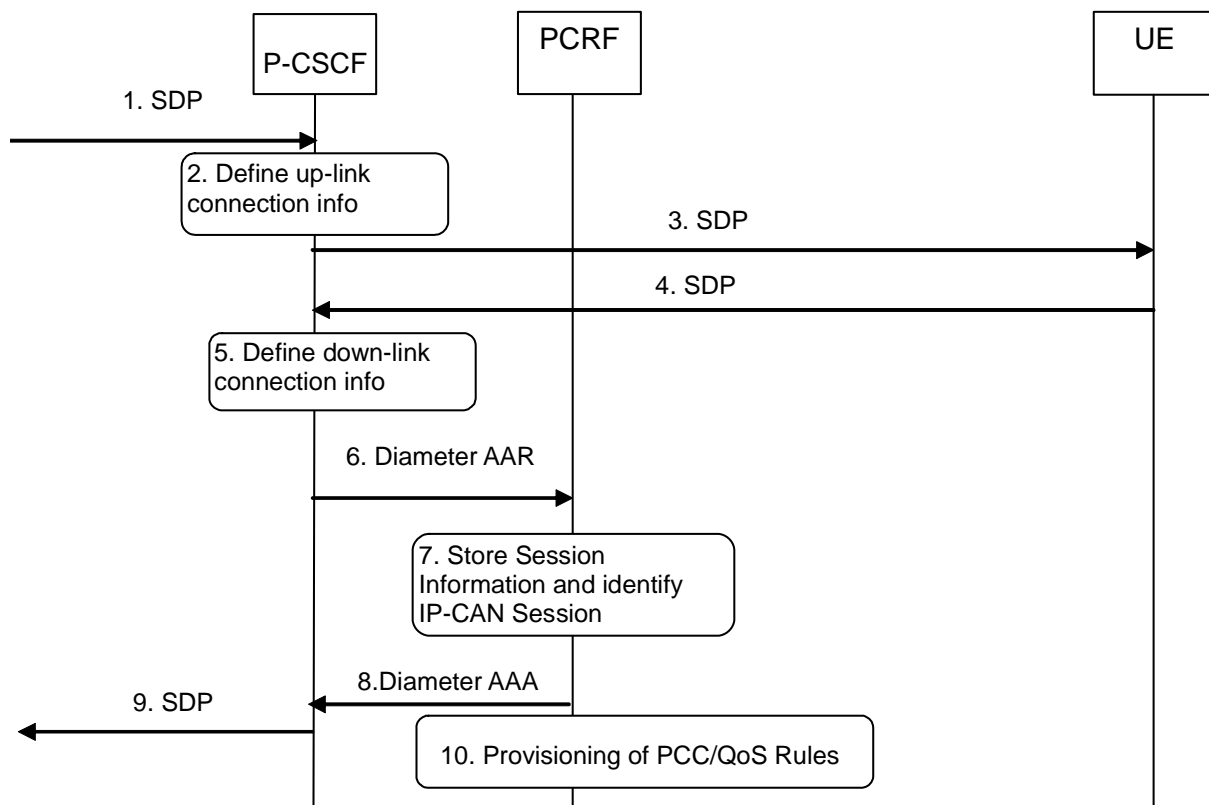 P-CSCF
PCRF
UE
1. SDP
2. Define up-link
connection info
3. SDP
4. SDP
5. Define down-link
connection info
6. Diameter AAR
7. Store Session
Information and identify
IP-CAN Session
8.Diameter AAA
9. SDP
10. Provisioning of PCC/QoS Rules